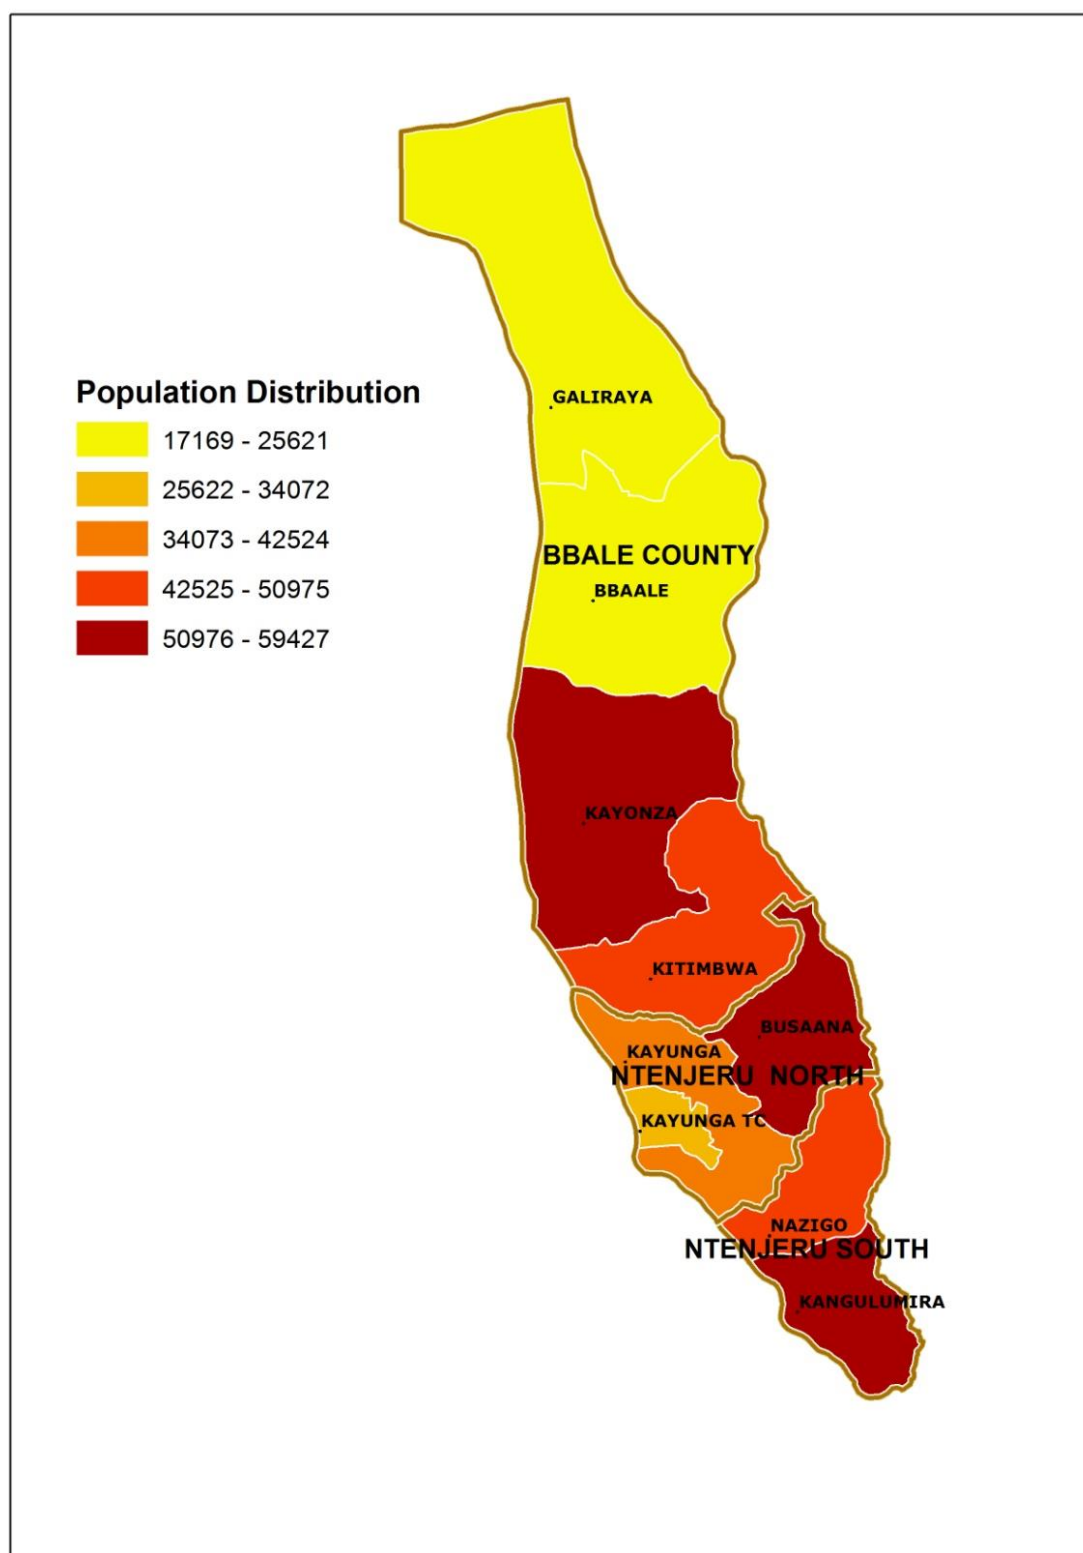 Population Distribution
17169 - 25621
25622 - 34072
34073 - 42524
42525 - 50975
50976 - 59427
GALIRAYA
BBALE COUNTY
BBAALE
KAYONZA
KITIMBWA
BUSAANA
KAYUNGA
NTENJERU NORTH
KAYUNGA TC
NAZIGO
NTENJERU SOUTH
KANGULUMIRA